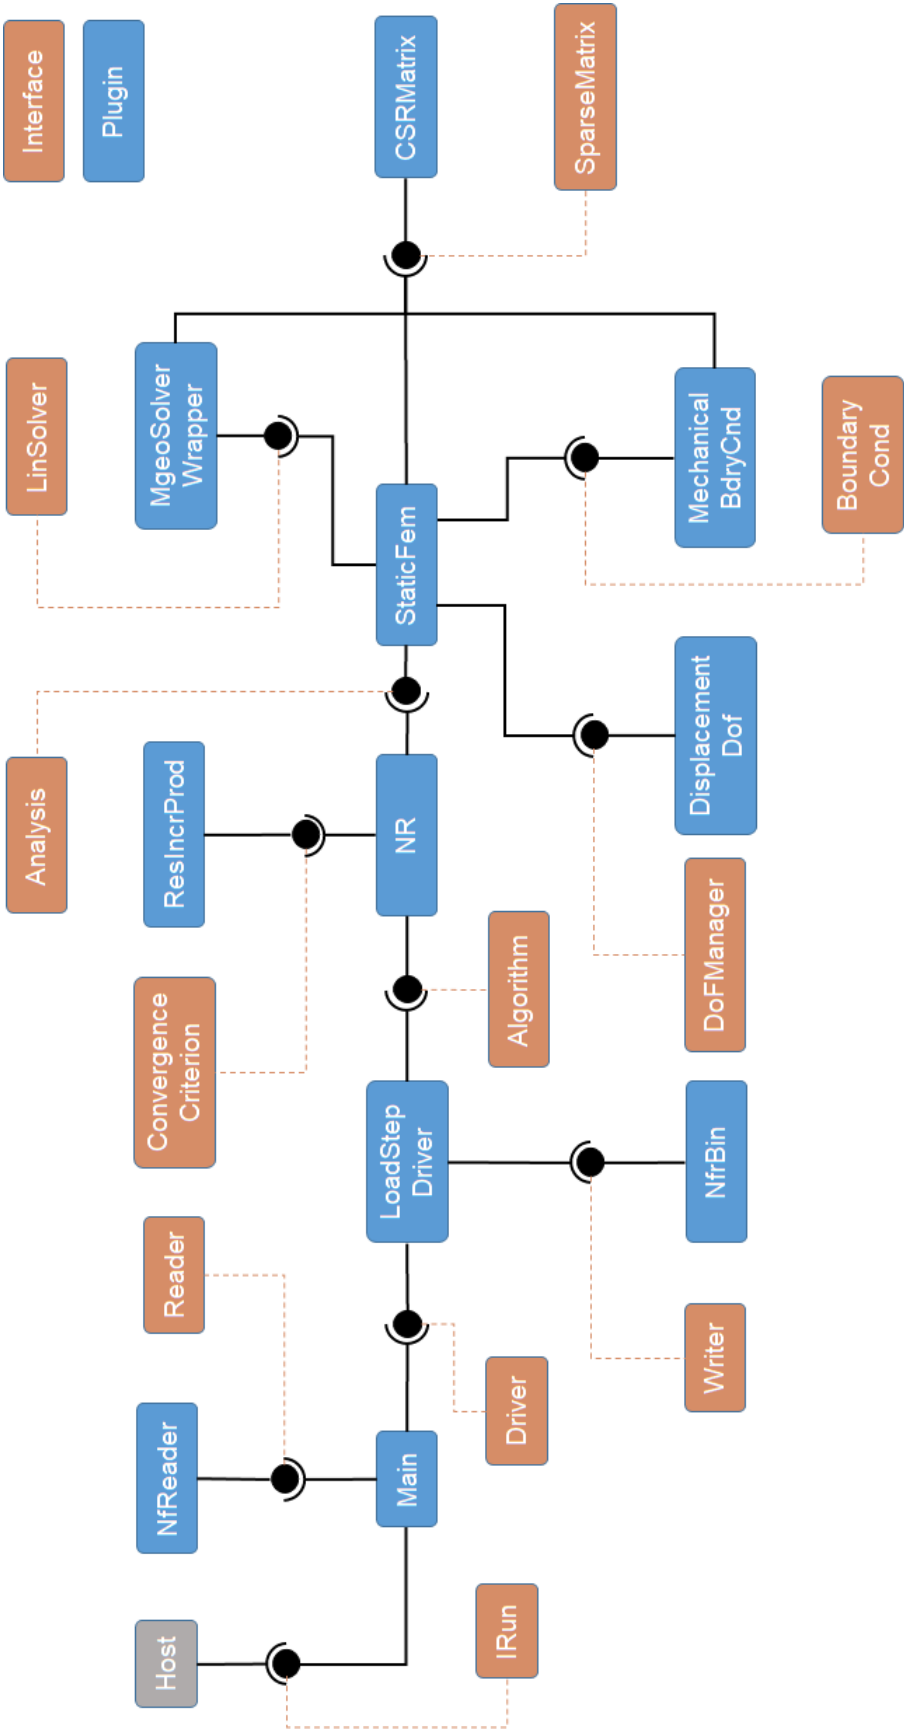 Analysis
LinSolver
Interface
Plugin
Host
NfReader
Reader
Convergence
Criterion
ResIncrProd
MgeoSolver
Wrapper
Main
LoadStep
Driver
NR
StaticFem
CSRMatrix
IRun
Driver
Algorithm
SparseMatrix
Writer
NfrBin
DoFManager
Displacement
Dof
Mechanical
BdryCnd
Boundary
Cond